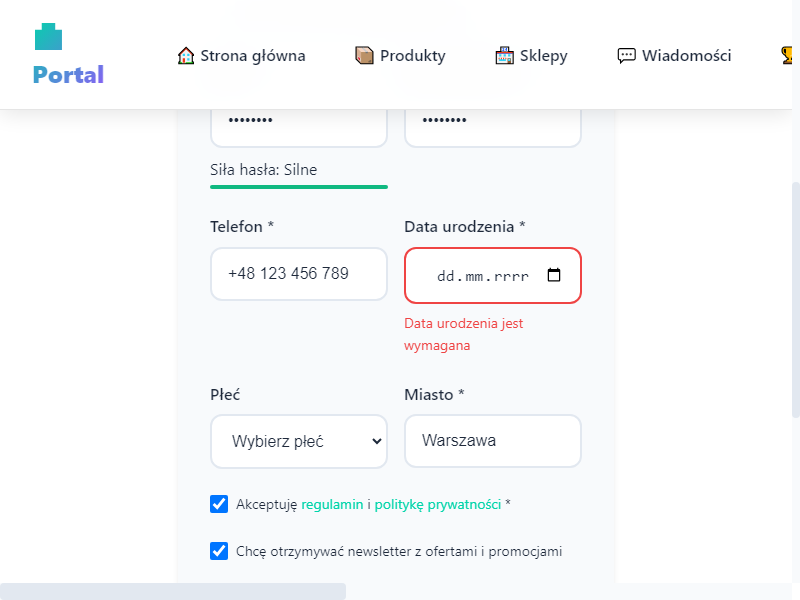 Portal
Strona główna
Produkty
Sklepy
Wiadomości
•••••••• ••••••••
Siła hasła: Silne
Telefon * Data urodzenia *
+48 123 456 789 dd.mm.rrrr
Data urodzenia jest
wymagana
Płeć Miasto *
Wybierz płeć Warszawa
Akceptuję regulamin i politykę prywatności *
Chcę otrzymywać newsletter z ofertami i promocjami